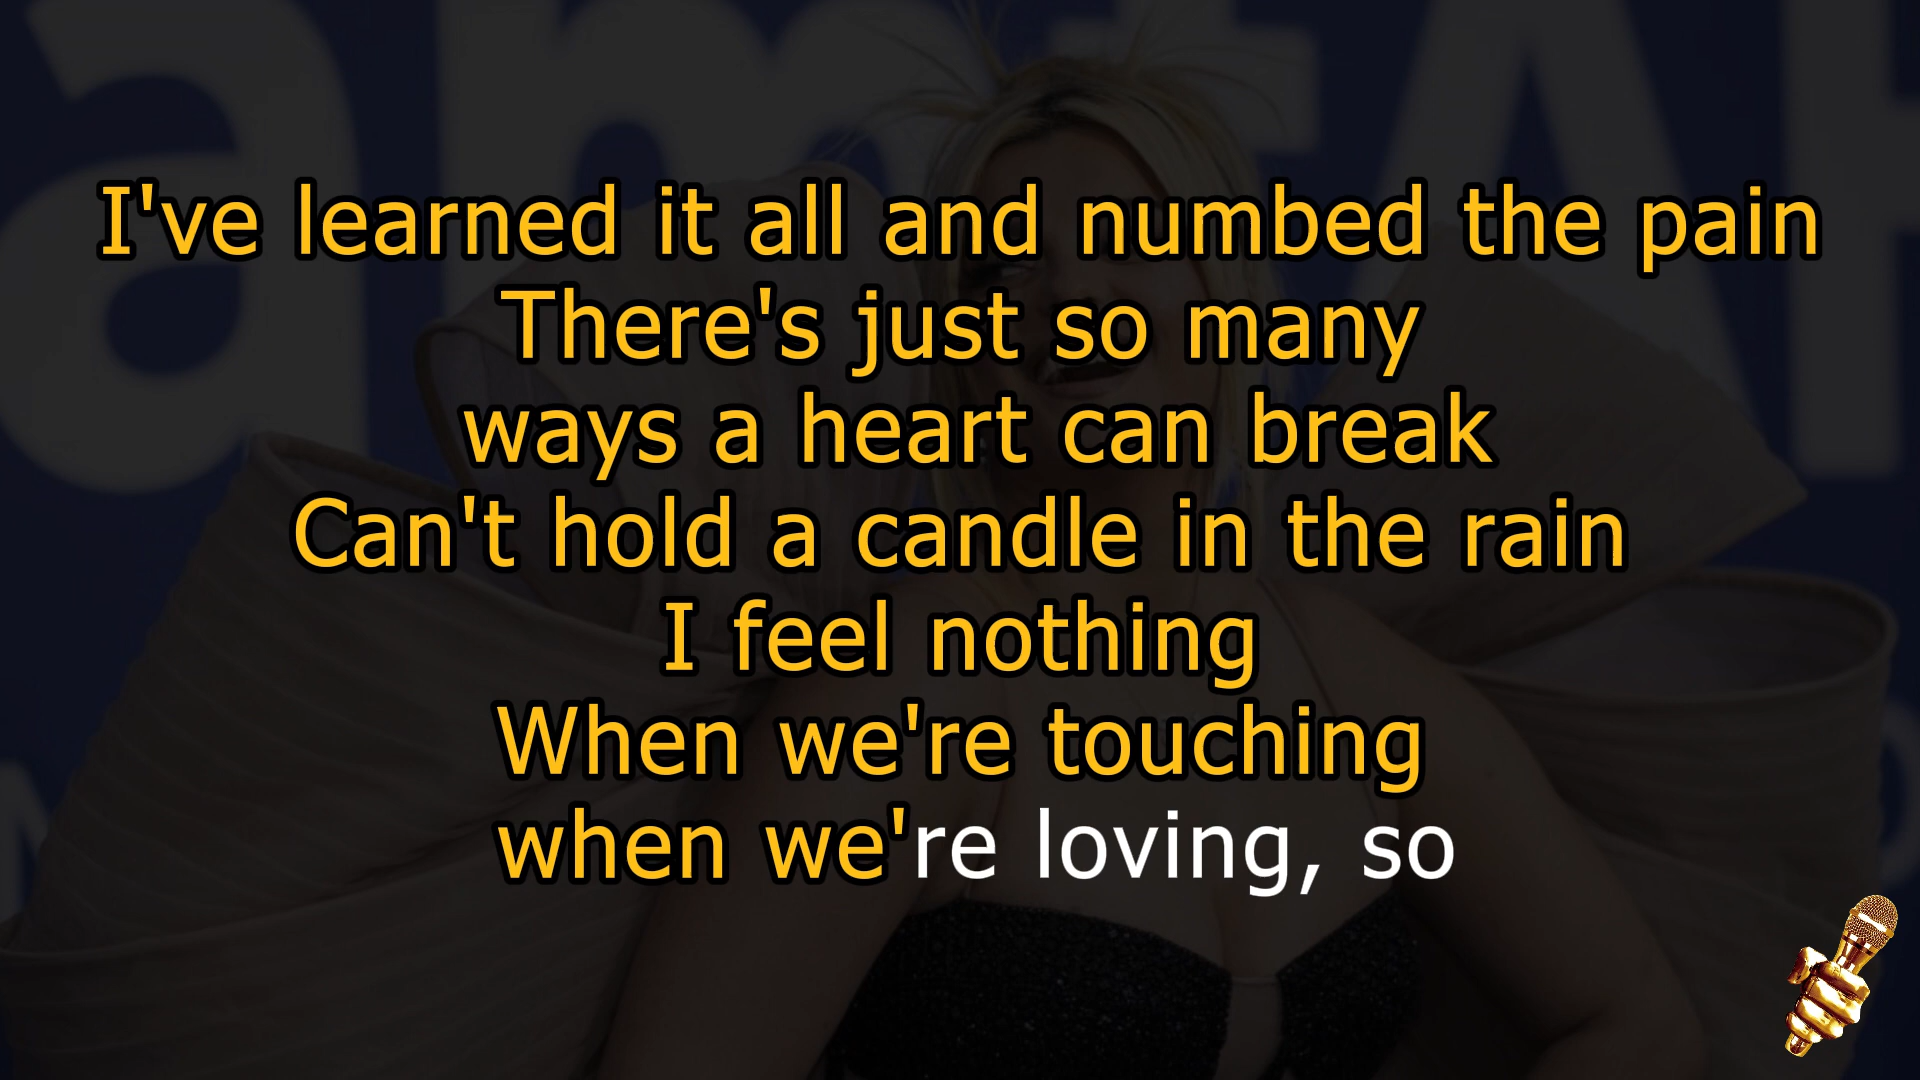 I've learned it all and numbed the pain
There's just so many
ways a heart can break
Can't hold a candle in the rain
I feel nothing
When we're touching
when we're loving, so